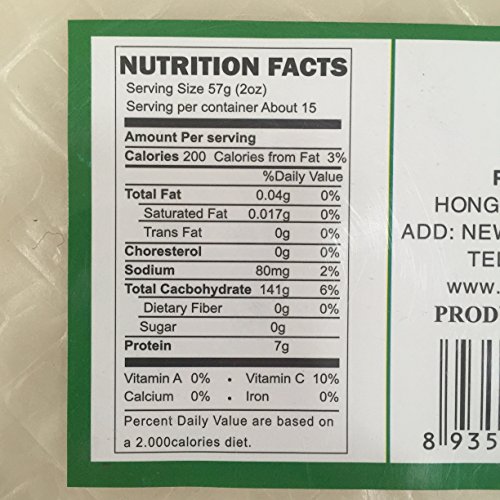 NUTRITION FACTS
Serving Size 57g (2oz)
Serving per container About 15
Amount Per serving
Calories 200 Calories from Fat 3%
%Daily Value
Total Fat 0.04g 0%
Saturated Fat 0.017g 0%
Trans Fat 0g 0%
Choresterol 0g 0%
Sodium 80mg 2%
Total Cacbohydrate 141g 6%
Dietary Fiber 0g 0%
Sugar 0g
Protein 7g
Vitamin A 0% • Vitamin C 10%
Calcium 0% • Iron 0%
Percent Daily Value are based on
a 2.000calories diet.
HONG
ADD: NEW
TEL
www.
PROD
8 935